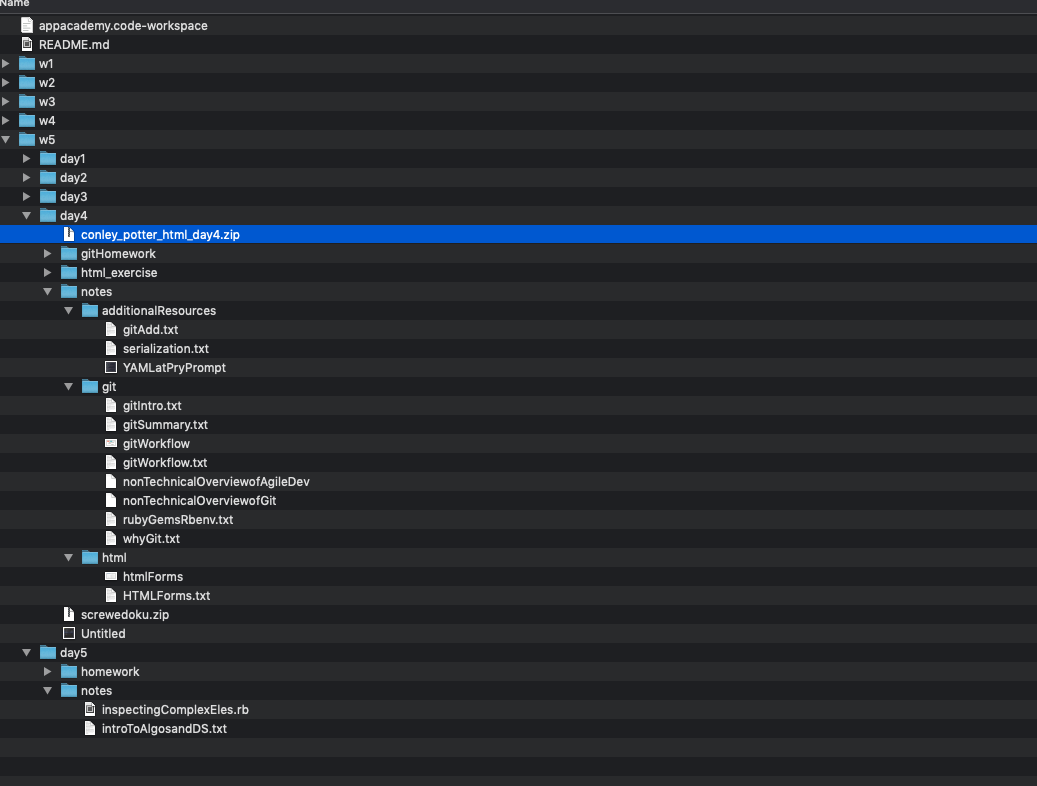 Name
appacademy.code-workspace
README.md
w1
w2
w3
w4
w5
day1
day2
day3
day4
conley_potter_html_day4.zip
gitHomework
html_exercise
notes
additionalResources
gitAdd.txt
serialization.txt
YAMLatPryPrompt
git
gitIntro.txt
gitSummary.txt
gitWorkflow
gitWorkflow.txt
nonTechnicalOverviewofAgileDev
nonTechnicalOverviewofGit
rubyGemsRbenv.txt
whyGit.txt
html
htmlForms
HTMLForms.txt
screwedoku.zip
Untitled
day5
homework
notes
inspectingComplexEles.rb
introToAlgosandDS.txt